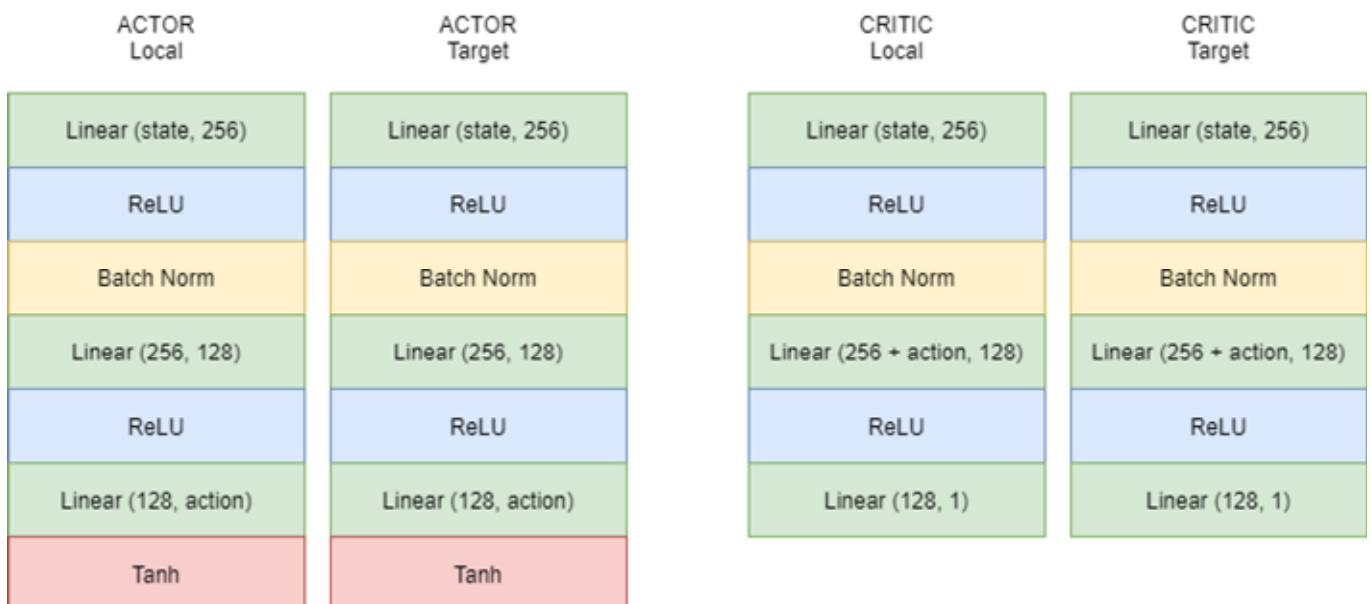 ACTOR
Local
Linear (state, 256)
ReLU
Batch Norm
Linear (256, 128)
ReLU
Linear (128, action)
Tanh
ACTOR
Target
Linear (state, 256)
ReLU
Batch Norm
Linear (256, 128)
ReLU
Linear (128, action)
Tanh
CRITIC
Local
Linear (state, 256)
ReLU
Batch Norm
Linear (256 + action, 128)
ReLU
Linear (128, 1)
CRITIC
Target
Linear (state, 256)
ReLU
Batch Norm
Linear (256 + action, 128)
ReLU
Linear (128, 1)